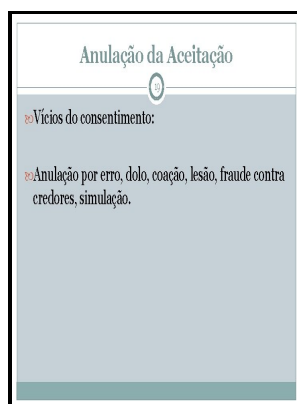 Anulação da Aceitação
19
Vícios do consentimento:
Anulação por erro, dolo, coação, lesão, fraude contra
credores, simulação.